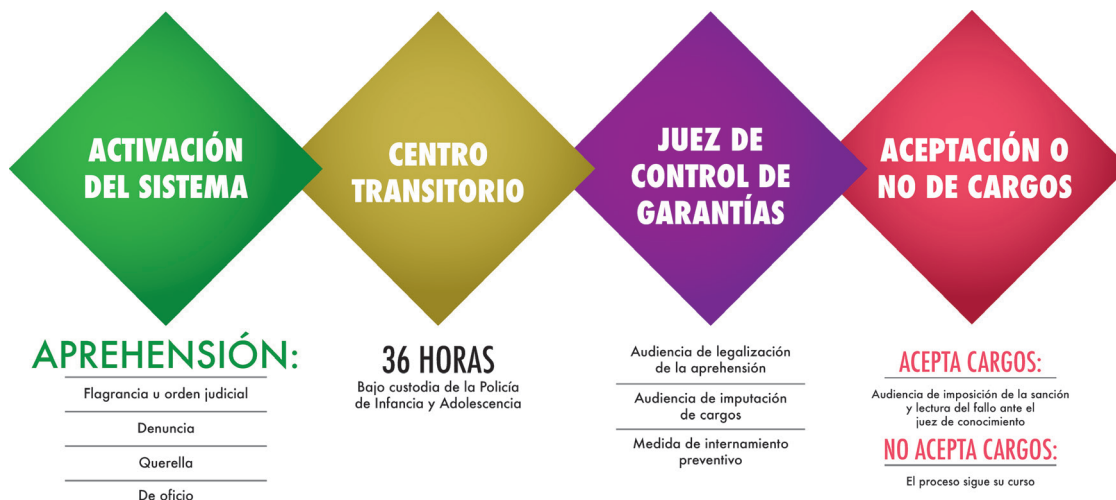 ACTIVACIÓN
DEL SISTEMA
APREHENSIÓN:
Flagrancia u orden judicial
Denuncia
Querella
De oficio
CENTRO
TRANSITORIO
36 HORAS
Bajo custodia de la Policía
de Infancia y Adolescencia
JUEZ DE
CONTROL DE
GARANTÍAS
Audiencia de legalización
de la aprehensión
Audiencia de imputación
de cargos
Medida de internamiento
preventivo
ACEPTACIÓN O
NO DE CARGOS
ACEPTA CARGOS:
Audiencia de imposición de la sanción
y lectura del fallo ante el
juez de conocimiento
NO ACEPTA CARGOS:
El proceso sigue su curso